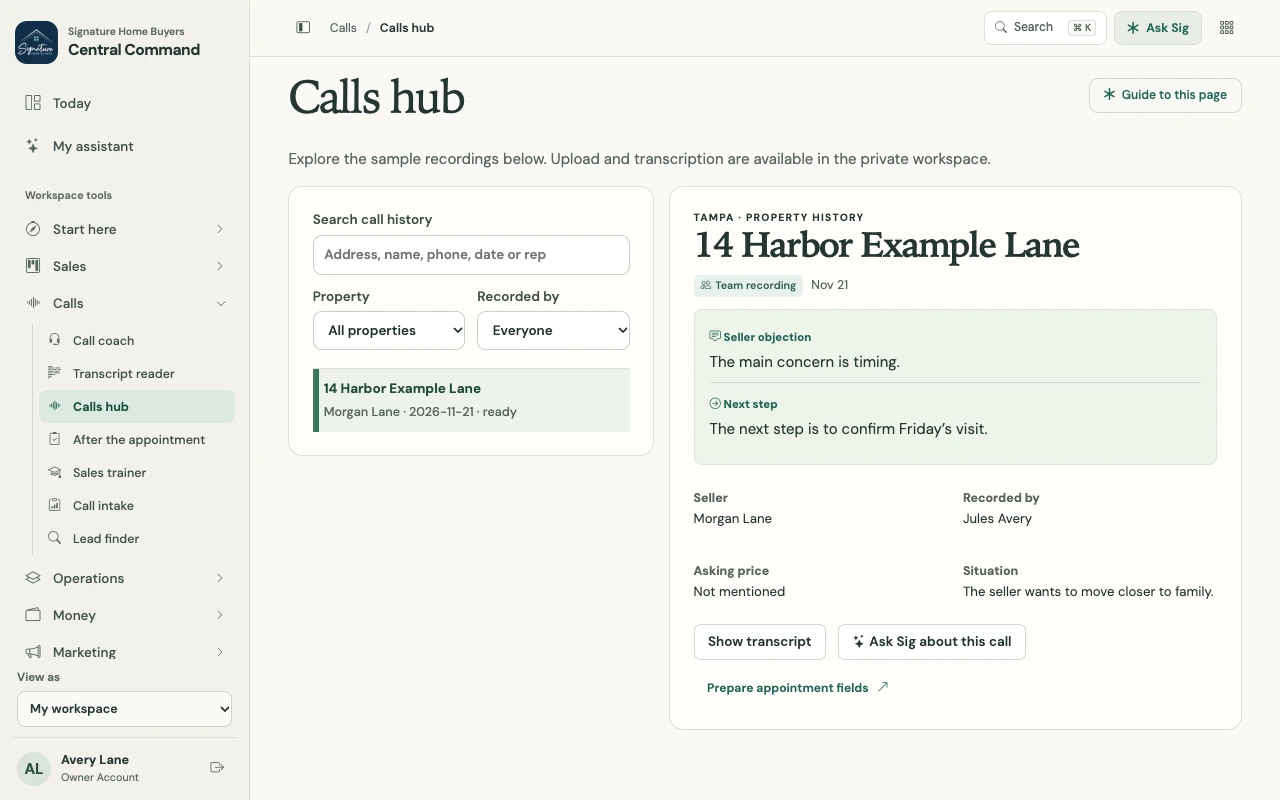 Signature Home Buyers
Central Command
Signature
Today
My assistant
Workspace tools
Start here
Sales
Calls
Call coach
Transcript reader
Calls hub
After the appointment
Sales trainer
Call intake
Lead finder
Operations
Money
Marketing
View as
My workspace
AL
Avery Lane
Owner Account
Calls / Calls hub
Search ⌘ K
Ask Sig
Calls hub
Guide to this page
Explore the sample recordings below. Upload and transcription are available in the private workspace.
Search call history
Address, name, phone, date or rep
Property
Recorded by
All properties
Everyone
14 Harbor Example Lane
Morgan Lane · 2026-11-21 · ready
TAMPA · PROPERTY HISTORY
14 Harbor Example Lane
Team recording
Nov 21
Seller objection
The main concern is timing.
Next step
The next step is to confirm Friday’s visit.
Seller
Morgan Lane
Recorded by
Jules Avery
Asking price
Not mentioned
Situation
The seller wants to move closer to family.
Show transcript
Ask Sig about this call
Prepare appointment fields